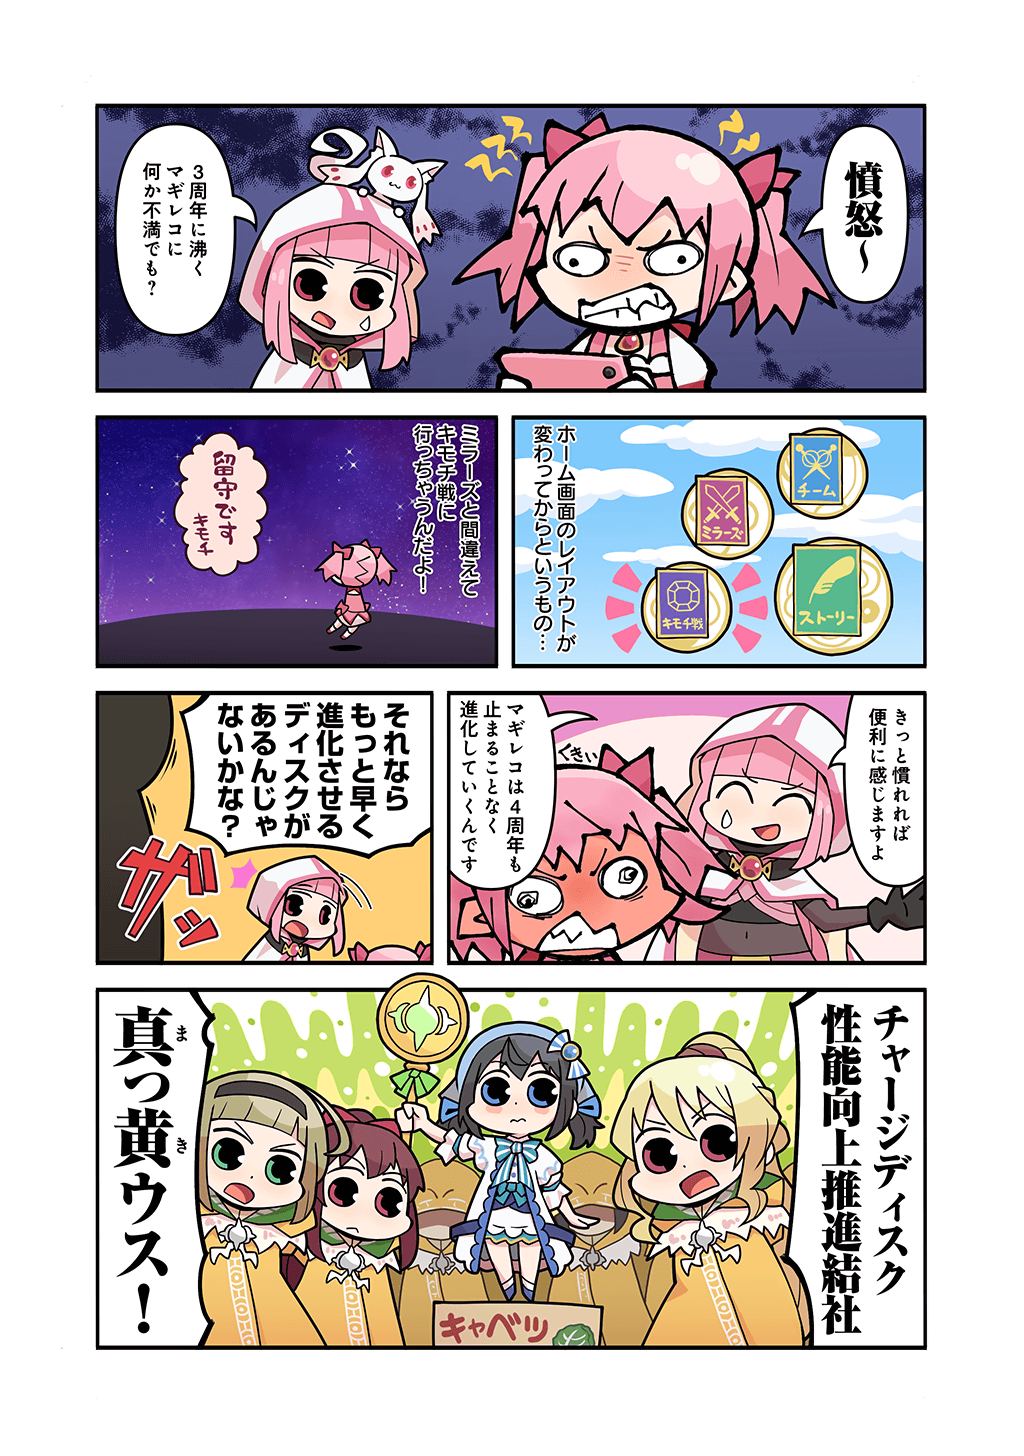 憤怒～
3周年に沸く
マギレコに
何か不満でも？
ホーム画面のレイアウトが
変わってからというもの…
チーム
ミラーズ
キモチ戦
ストーリー
ミラーズと間違えて
キモチ戦に
行っちゃうんだよ！
留守です
キモチ
きっと慣れれば
便利に感じますよ
くきぃ
マギレコは4周年も
止まることなく
進化していくんです
それなら
もっと早く
進化させる
ディスクが
あるんじゃ
ないかな？
ザッ
チャージディスク
性能向上推進結社
真っ黄ウス！
ま き
キャベツ